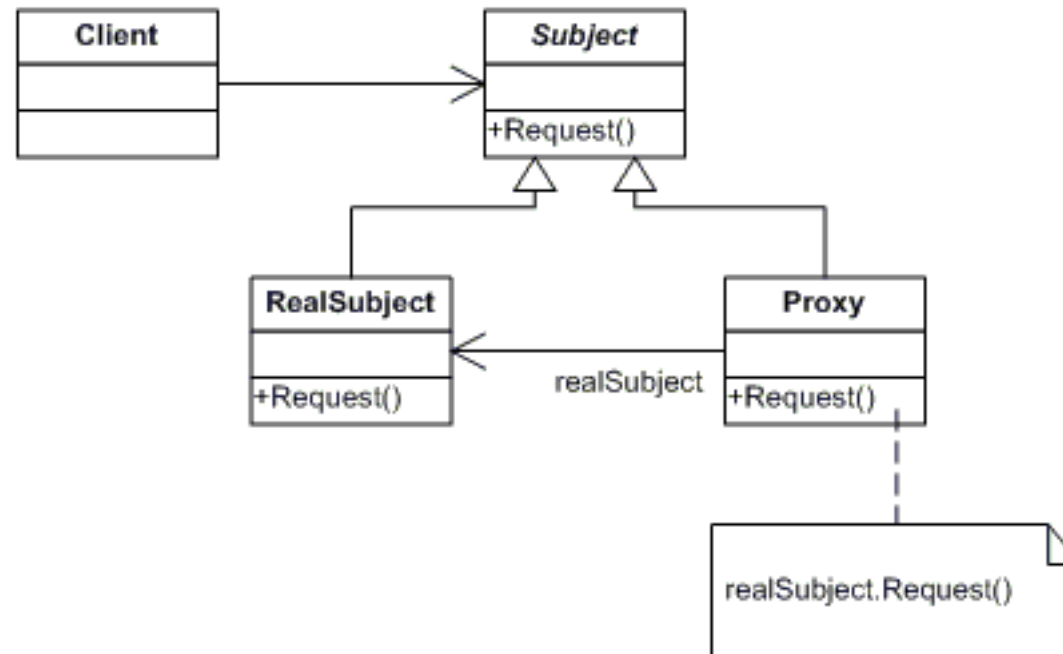 Client
Subject
+Request()
RealSubject
Proxy
realSubject
+Request()
+Request()
realSubject.Request()